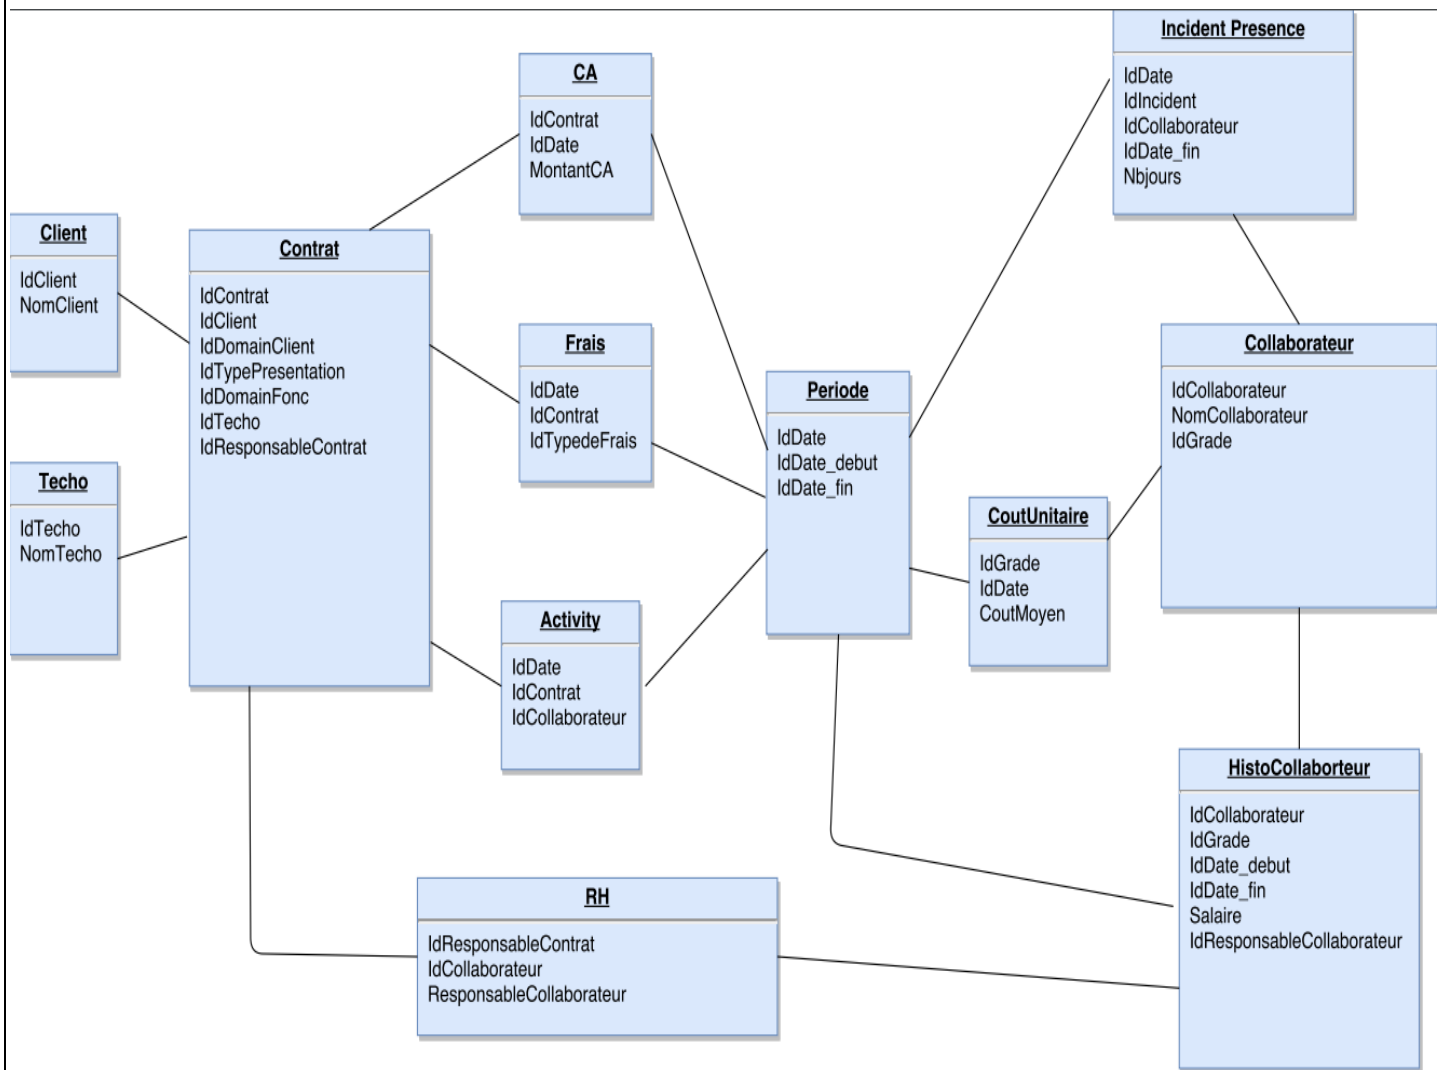 Incident Presence
IdDate
IdIncident
IdCollaborateur
IdDate_fin
Nbjours
CA
IdContrat
IdDate
MontantCA
Client
IdClient
NomClient
Contrat
IdContrat
IdClient
IdDomainClient
IdTypePresentation
IdDomainFonc
IdTecho
IdResponsableContrat
Frais
IdDate
IdContrat
IdTypedeFrais
Periode
IdDate
IdDate_debut
IdDate_fin
Collaborateur
IdCollaborateur
NomCollaborateur
IdGrade
Techo
IdTecho
NomTecho
CoutUnitaire
IdGrade
IdDate
CoutMoyen
Activity
IdDate
IdContrat
IdCollaborateur
HistoCollaborteur
IdCollaborateur
IdGrade
IdDate_debut
IdDate_fin
Salaire
IdResponsableCollaborateur
RH
IdResponsableContrat
IdCollaborateur
ResponsableCollaborateur